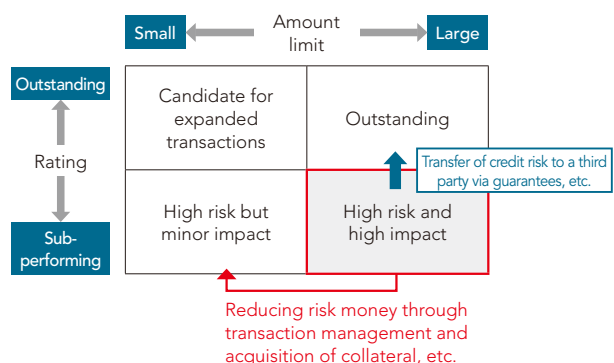 Small
Amount
limit
Large
Outstanding
Rating
Sub-
performing
Candidate for
expanded
transactions
Outstanding
Transfer of credit risk to a third
party via guarantees, etc.
High risk but
minor impact
High risk and
high impact
Reducing risk money through
transaction management and
acquisition of collateral, etc.